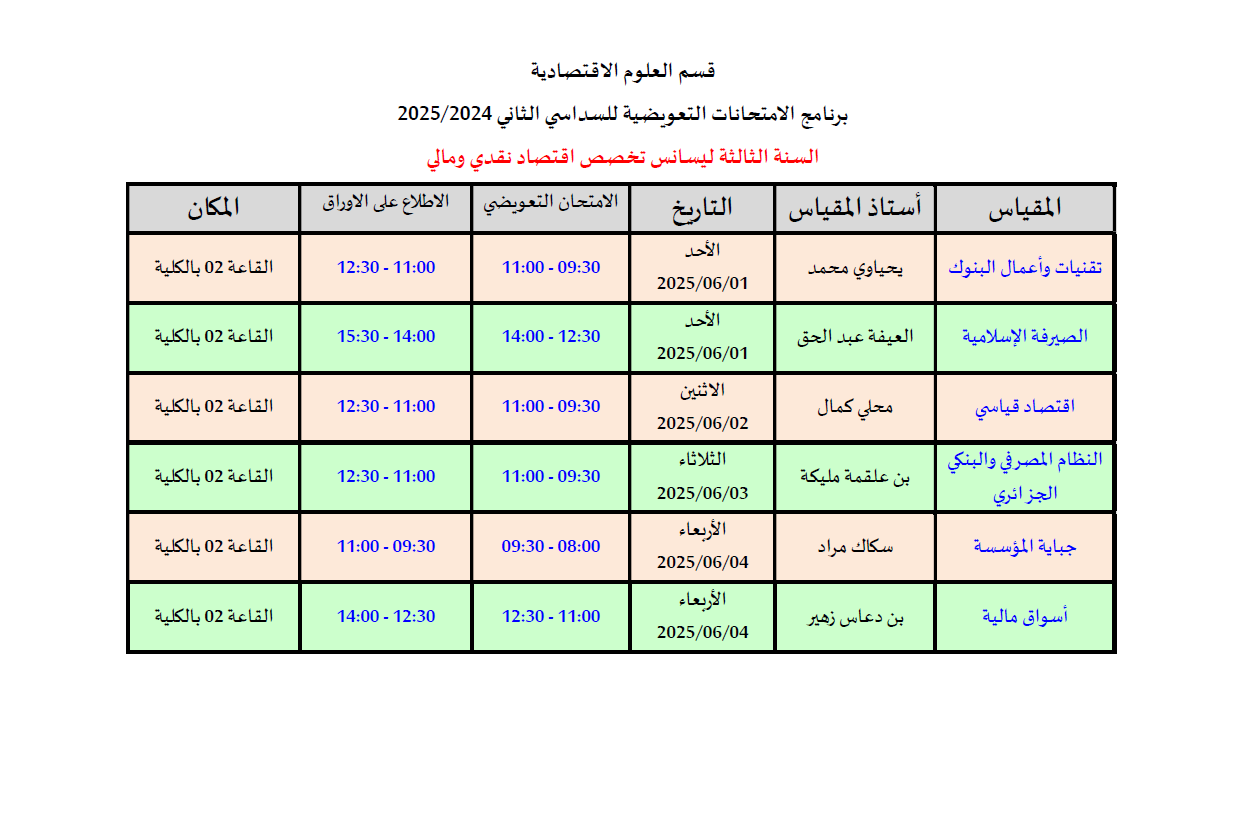 قسم العلوم الاقتصادية
برنامج الامتحانات التعويضية للسداسي الثاني 2025/2024
السنة الثالثة ليسانس تخصص اقتصاد نقدي ومالي
المقياس أستاذ المقياس التاريخ الامتحان التعويضي الاطلاع على الاوراق المكان
تقنيات وأعمال البنوك يحياوي محمد الأحد 2025/06/01 09:30 - 11:00 11:00 - 12:30 القاعة 02 بالكلية
الصيرفة الإسلامية العيفة عبد الحق الأحد 2025/06/01 12:30 - 14:00 14:00 - 15:30 القاعة 02 بالكلية
اقتصاد قياسي محلي كمال الاثنين 2025/06/02 09:30 - 11:00 11:00 - 12:30 القاعة 02 بالكلية
النظام المصرفي والبنكي الجزائري بن علقمة مليكة الثلاثاء 2025/06/03 09:30 - 11:00 11:00 - 12:30 القاعة 02 بالكلية
جباية المؤسسة سكاك مراد الأربعاء 2025/06/04 08:00 - 09:30 09:30 - 11:00 القاعة 02 بالكلية
أسواق مالية بن دعاس زهير الأربعاء 2025/06/04 11:00 - 12:30 12:30 - 14:00 القاعة 02 بالكلية